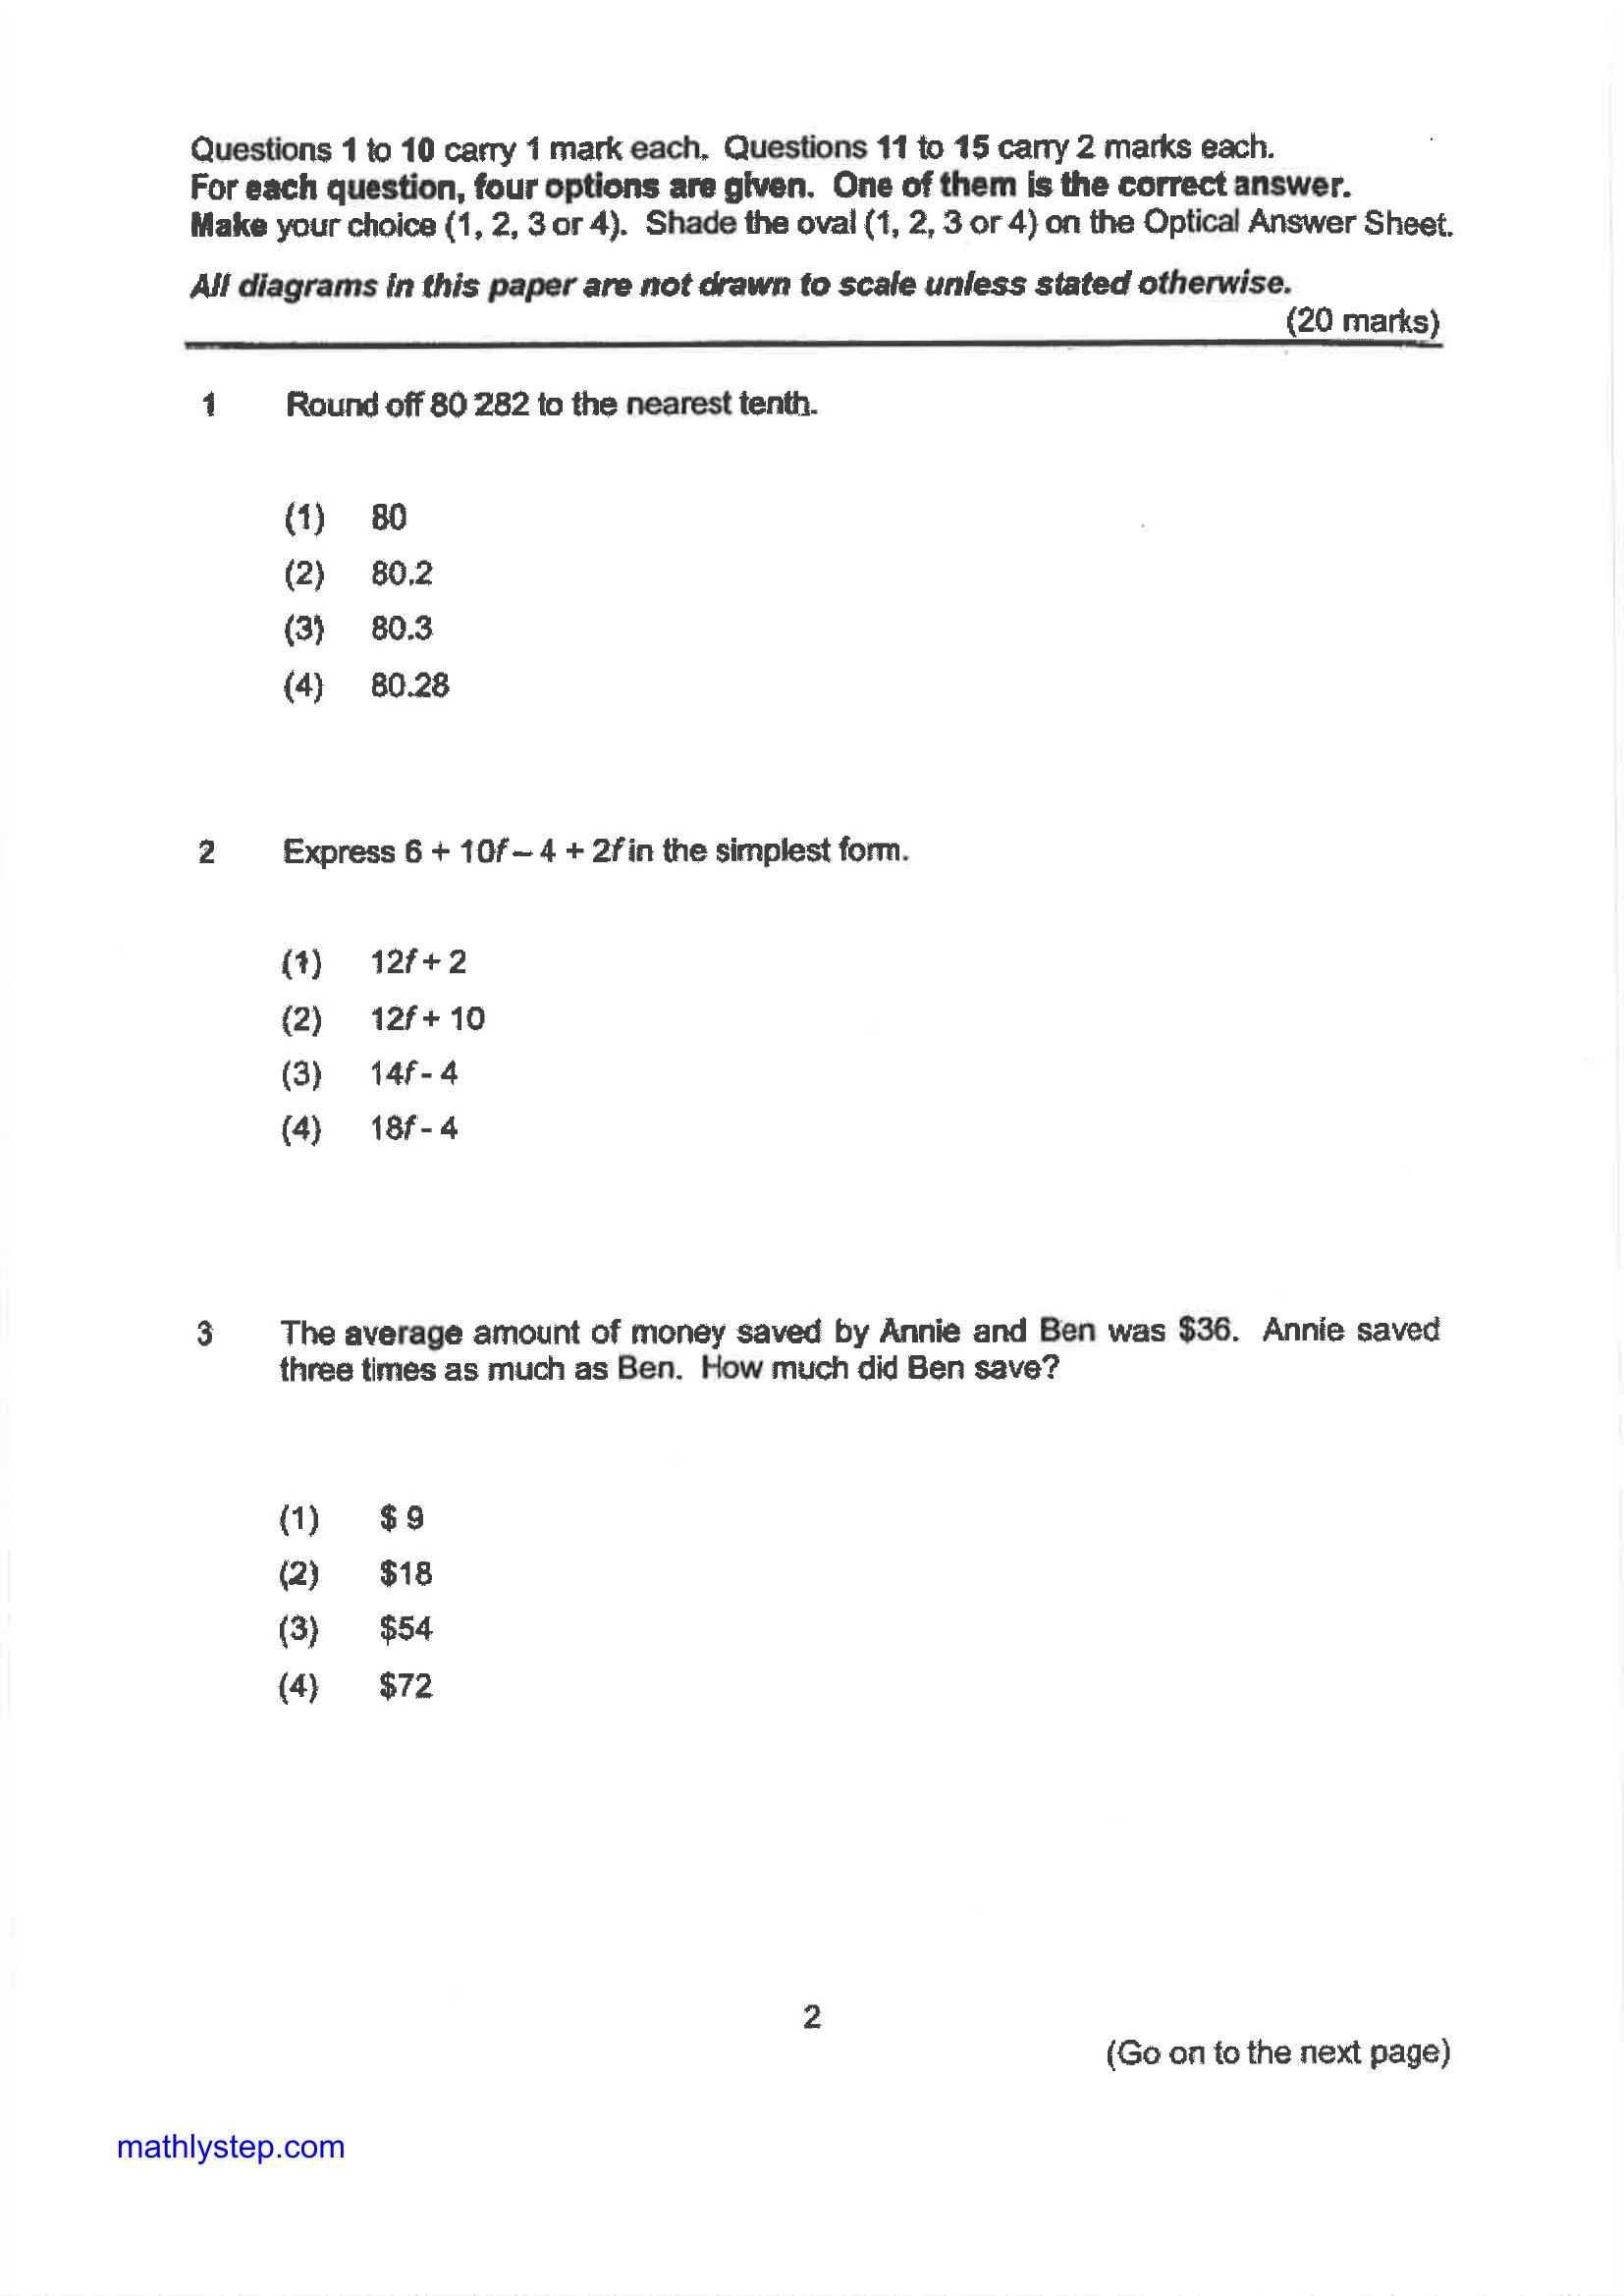 Questions 1 to 10 carry 1 mark each. Questions 11 to 15 carry 2 marks each.
For each question, four options are given. One of them is the correct answer.
Make your choice (1, 2, 3 or 4). Shade the oval (1, 2, 3 or 4) on the Optical Answer Sheet.
All diagrams in this paper are not drawn to scale unless stated otherwise.
(20 marks)
1 Round off 80 282 to the nearest tenth.
(1) 80
(2) 80.2
(3) 80.3
(4) 80.28
2 Express 6 + 10f – 4 + 2f in the simplest form.
(1) 12f + 2
(2) 12f + 10
(3) 14f - 4
(4) 18f - 4
3 The average amount of money saved by Annie and Ben was $36. Annie saved
three times as much as Ben. How much did Ben save?
(1) $ 9
(2) $18
(3) $54
(4) $72
2
(Go on to the next page)
mathlystep.com